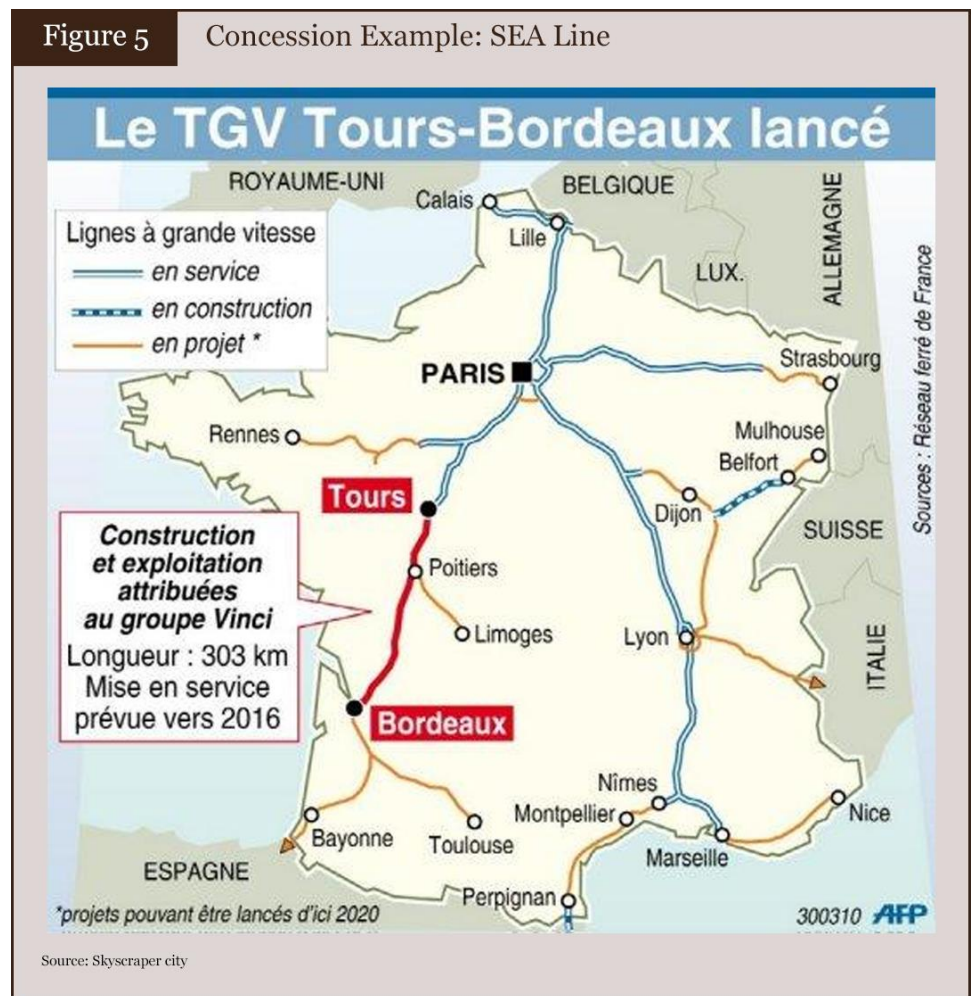 Figure 5
Concession Example: SEA Line
Le TGV Tours-Bordeaux lancé
ROYAUME-UNI
BELGIQUE
ALLEMAGNE
LUX.
Calais
Lille
Lignes à grande vitesse
en service
en construction
en projet *
Sources : Réseau ferré de France
PARIS
Strasbourg
Rennes
Mulhouse
Belfort
Tours
Dijon
SUISSE
Construction
et exploitation
attribuées
au groupe Vinci
Longueur : 303 km
Mise en service
prévue vers 2016
Poitiers
Limoges
Lyon
ITALIE
Bordeaux
Nîmes
Montpellier
Nice
Bayonne
Toulouse
Marseille
ESPAGNE
Perpignan
*projets pouvant être lancés d'ici 2020
300310 AFP
Source: Skyscraper city